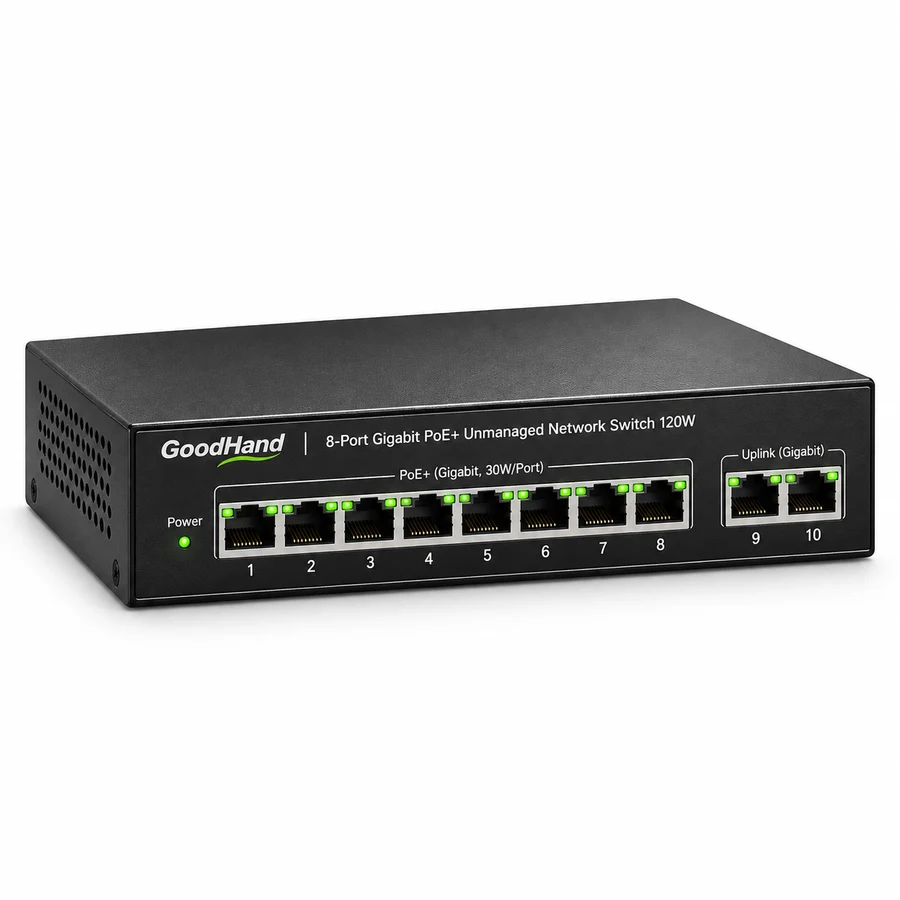 GoodHand | 8-Port Gigabit PoE+ Unmanaged Network Switch 120W
PoE+ (Gigabit, 30W/Port)
Uplink (Gigabit)
Power
1 2 3 4 5 6 7 8 9 10